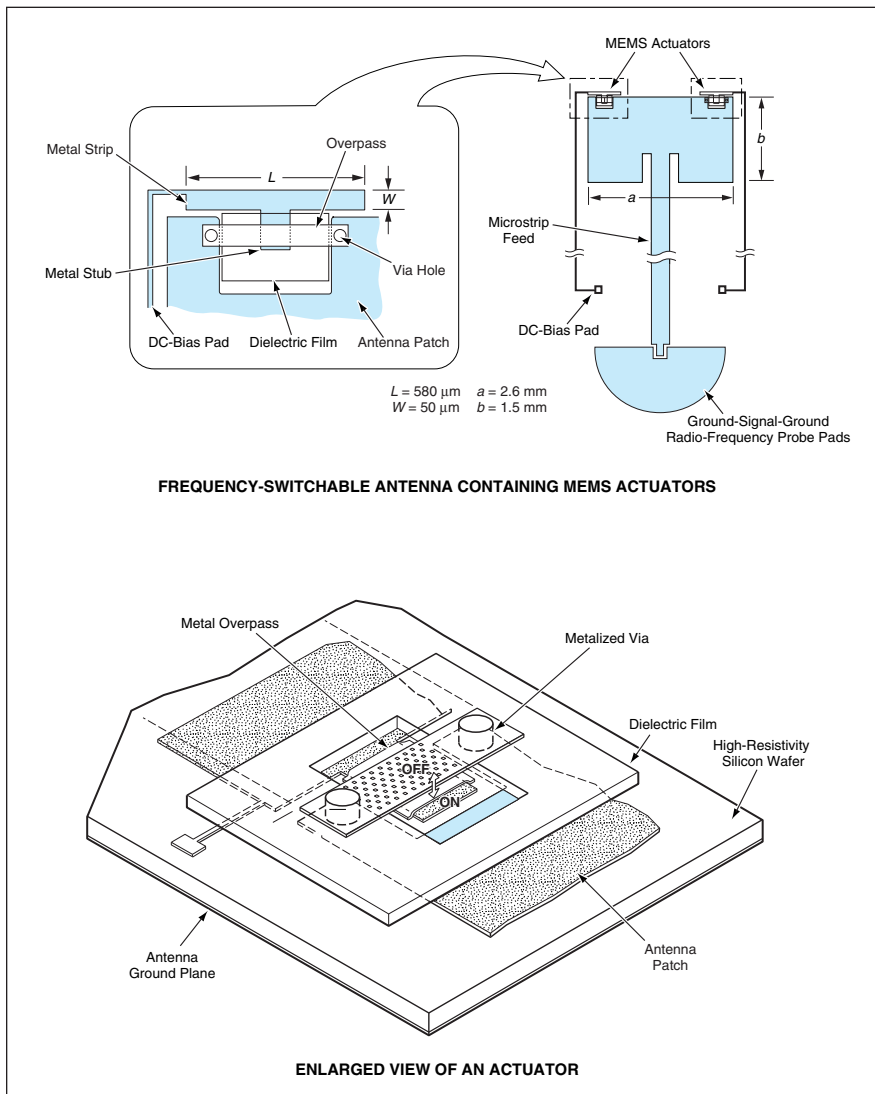 MEMS Actuators
Metal Strip
L
Overpass
W
b
a
Microstrip
Feed
Metal Stub
Via Hole
DC-Bias Pad
Dielectric Film
Antenna Patch
DC-Bias Pad
L = 580 µm a = 2.6 mm
W = 50 µm b = 1.5 mm
Ground-Signal-Ground
Radio-Frequency Probe Pads
FREQUENCY-SWITCHABLE ANTENNA CONTAINING MEMS ACTUATORS
Metal Overpass
Metalized Via
Dielectric Film
High-Resistivity
Silicon Wafer
OFF
ON
Antenna
Ground Plane
Antenna
Patch
ENLARGED VIEW OF AN ACTUATOR